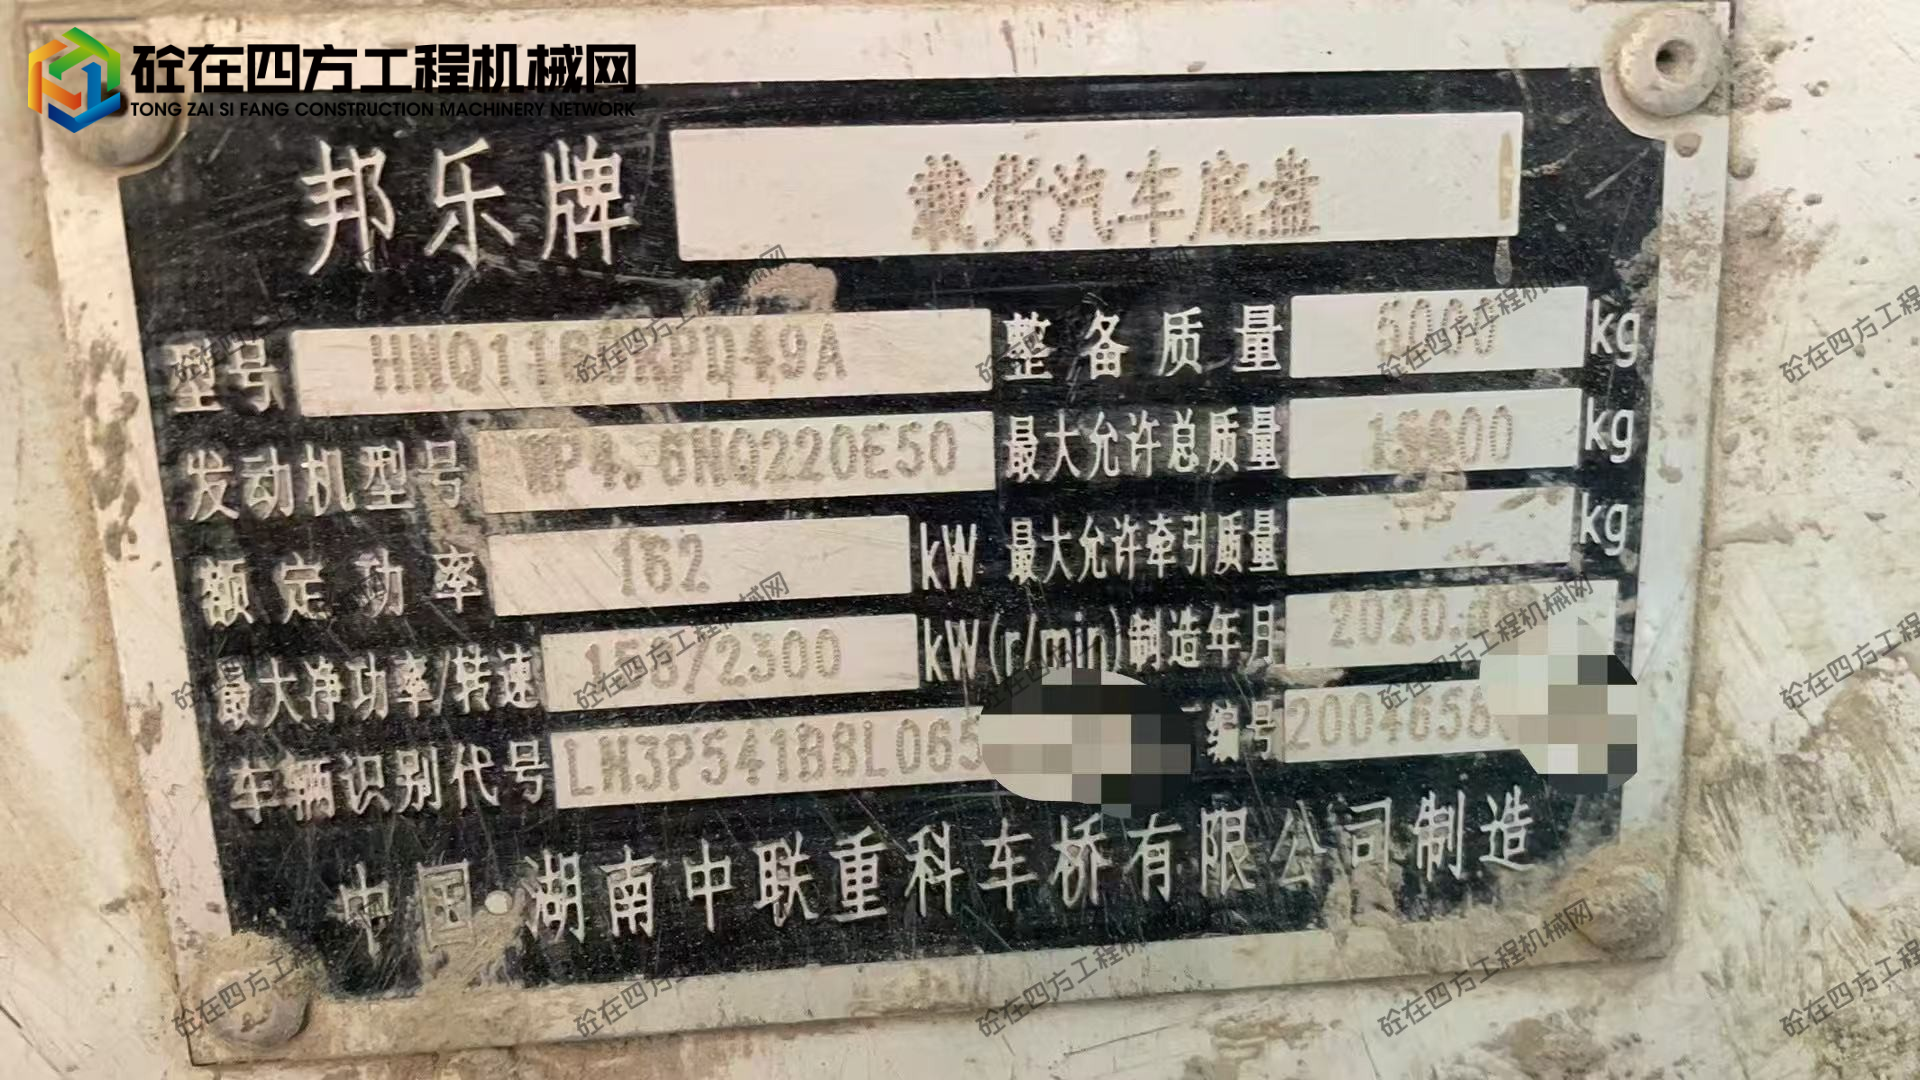 砼在四方工程机械网
TONG ZAI SI FANG CONSTRUCTION MACHINERY NETWORK
邦乐牌 载货汽车底盘
型号 整备质量 kg
发动机型号 WP4.6NQ220E50 最大允许总质量 kg
额定功率 162 kW 最大允许牵引质量 kg
最大净功率/转速 kW(r/min) 制造年月
车辆识别代号 LH3P541B8L065 编号 2004658
中国·湖南中联重科车桥有限公司制造